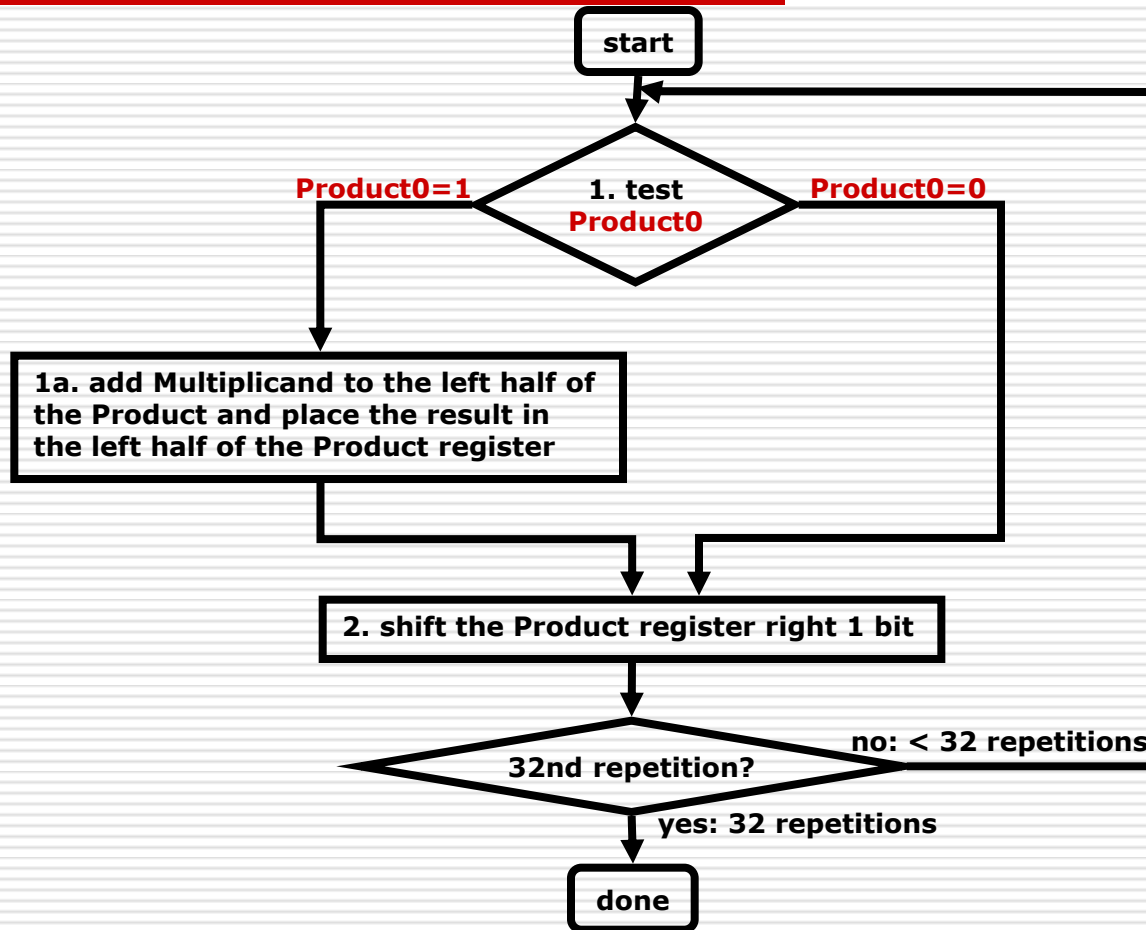 start
Product0=1
1. test
Product0
Product0=0
1a. add Multiplicand to the left half of
the Product and place the result in
the left half of the Product register
2. shift the Product register right 1 bit
32nd repetition?
no: < 32 repetitions
yes: 32 repetitions
done